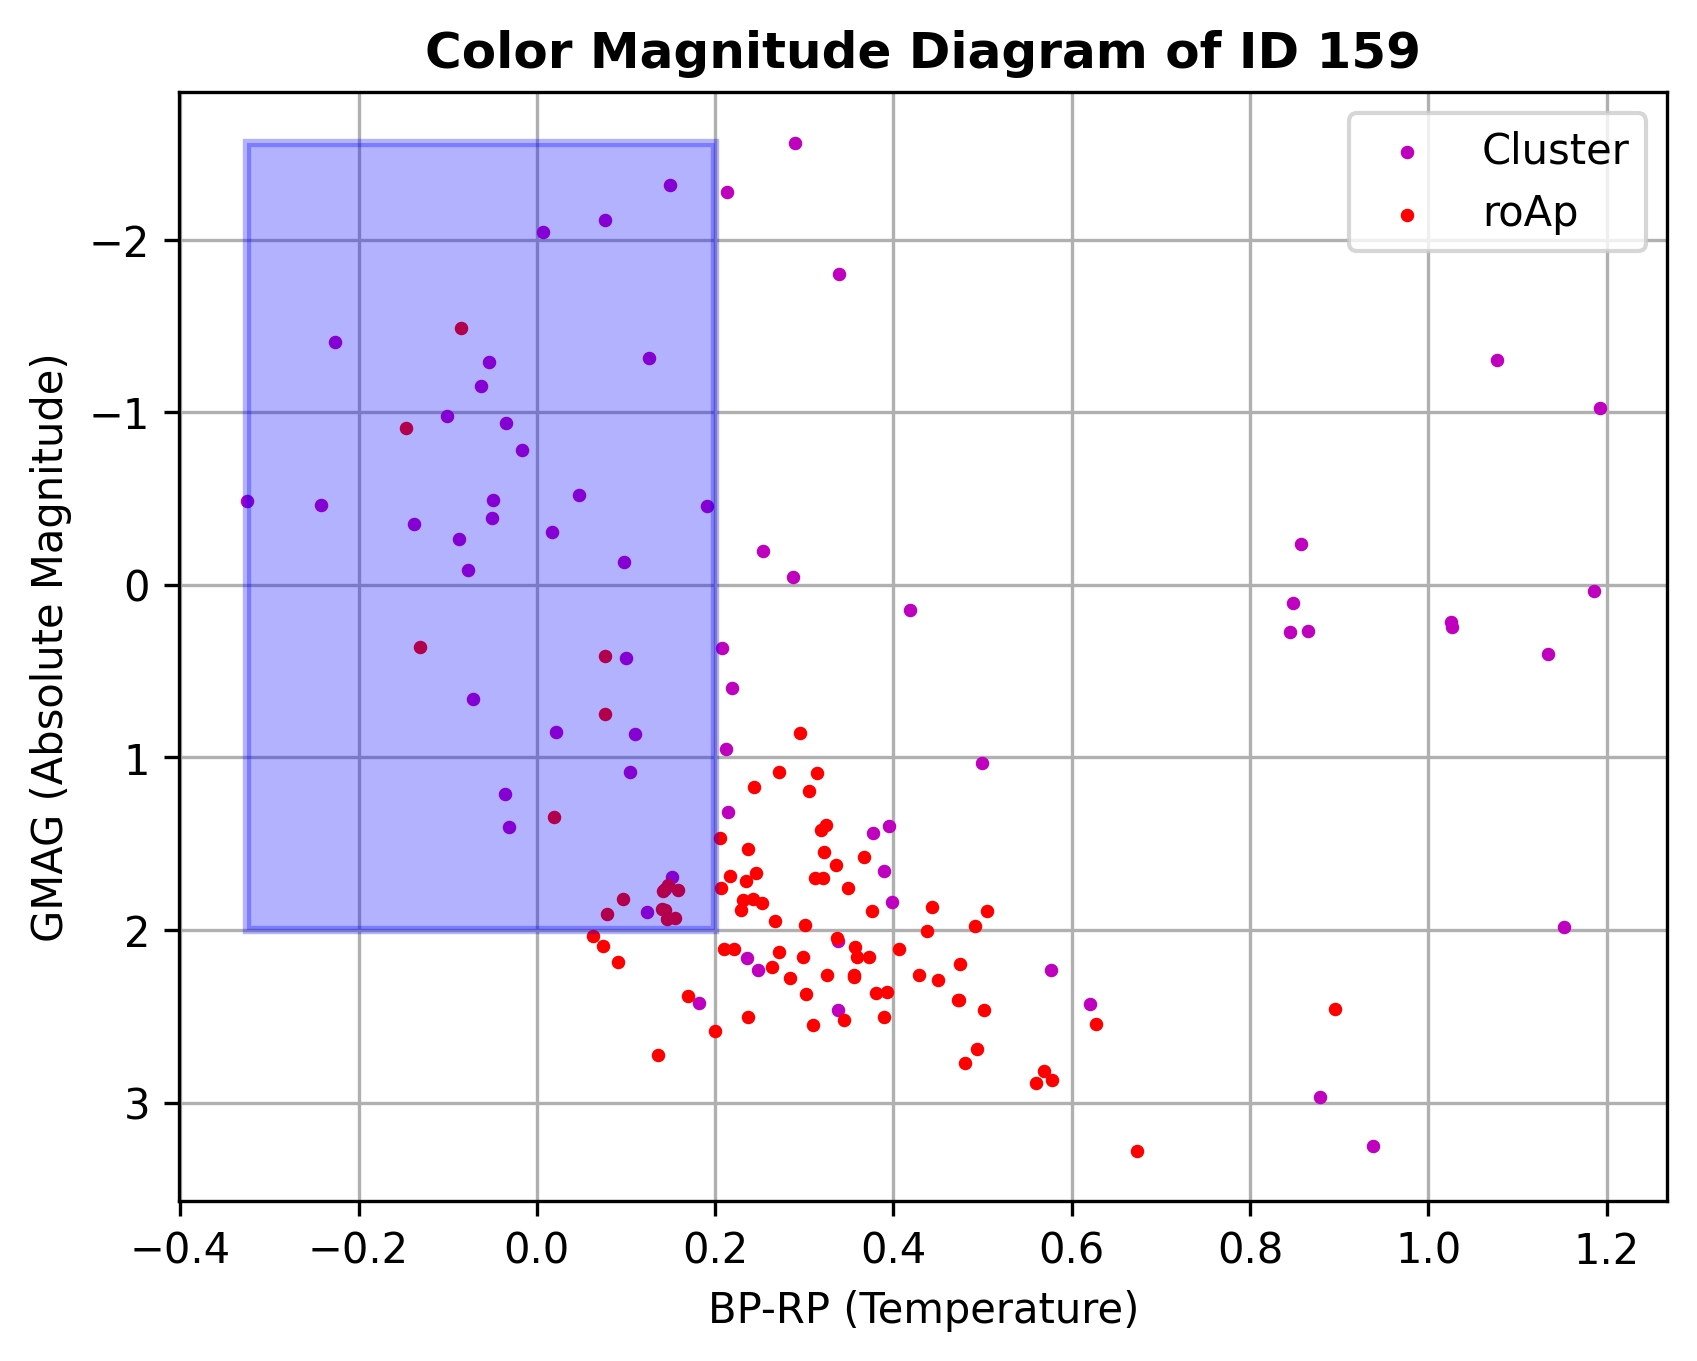 Color Magnitude Diagram of ID 159
Cluster
roAp
GMAG (Absolute Magnitude)
−2
−1
0
1
2
3
−0.4 −0.2 0.0 0.2 0.4 0.6 0.8 1.0 1.2
BP-RP (Temperature)